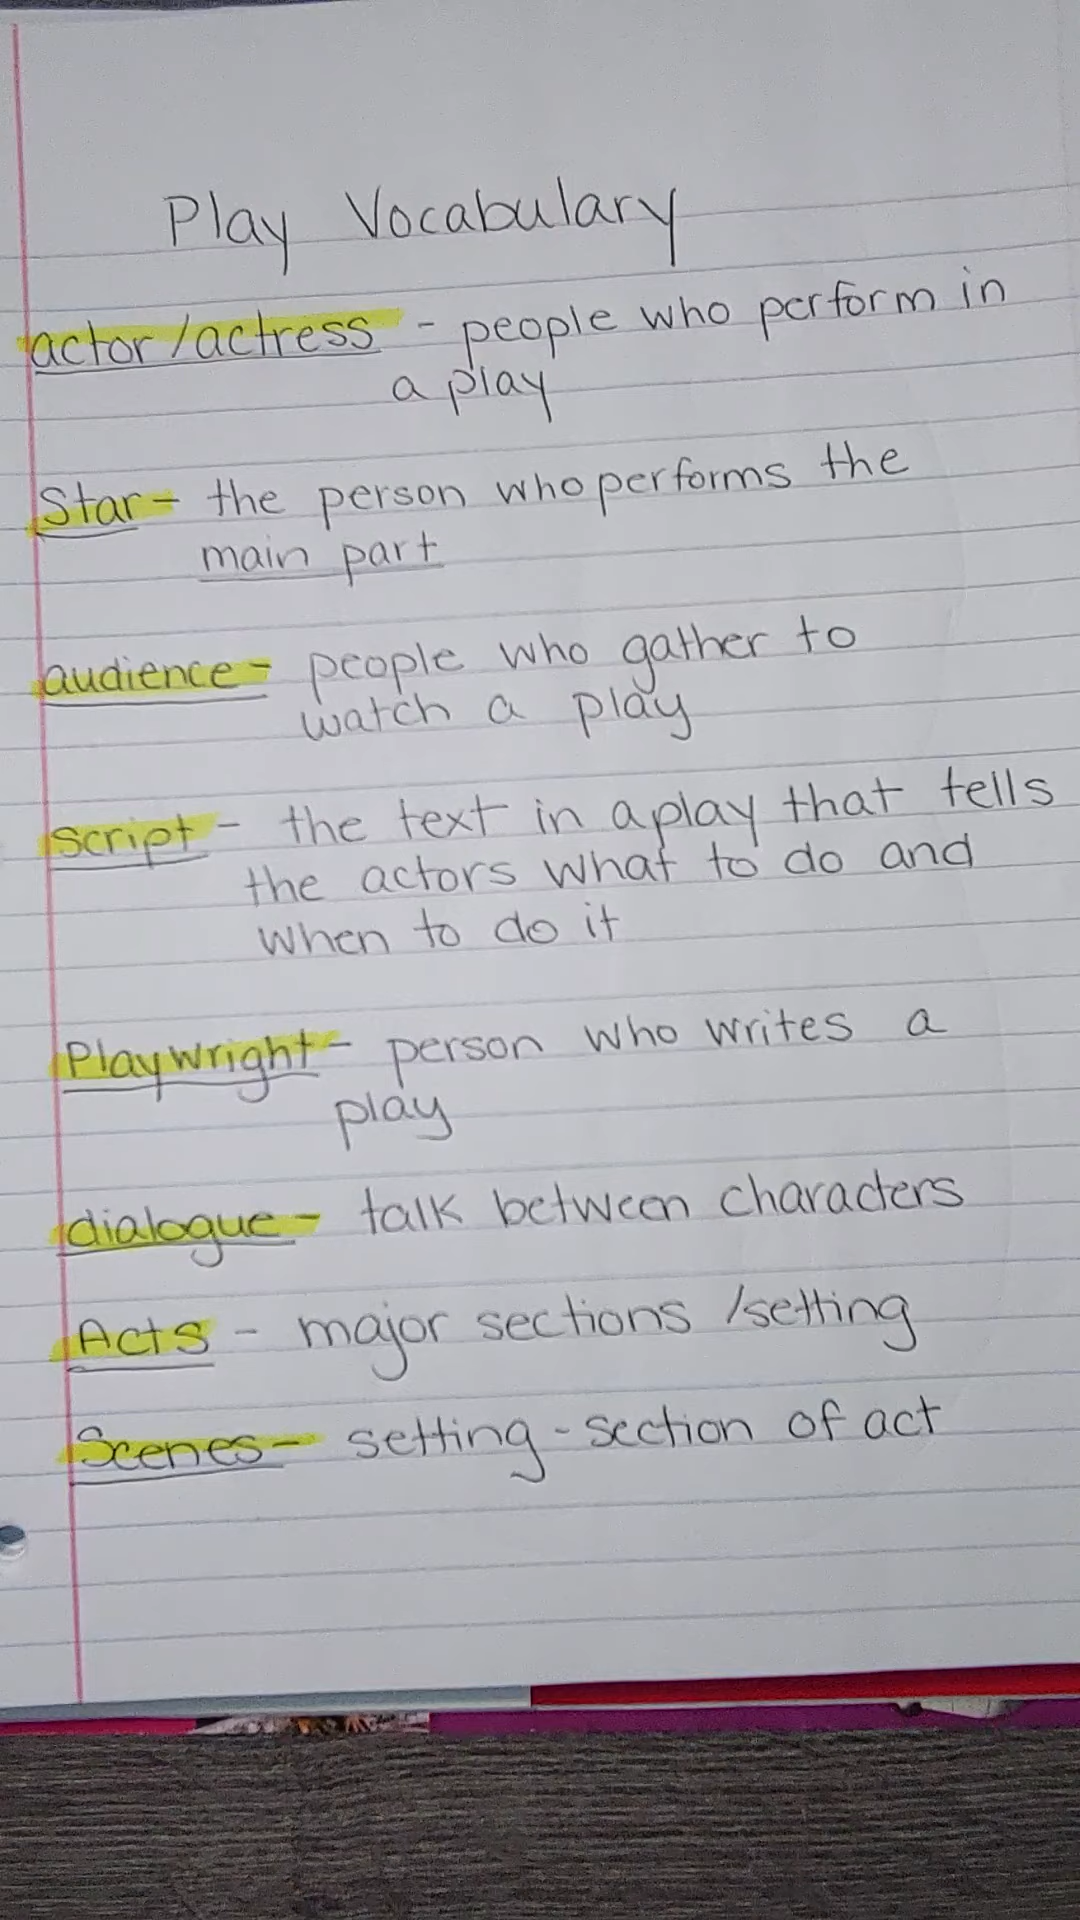 Play Vocabulary
actor/actress - people who perform in
a play
Star - the person who performs the
main part
audience - people who gather to
watch a play
script - the text in a play that tells
the actors what to do and
when to do it
Playwright - person who writes a
play
dialogue - talk between characters
Acts - major sections /setting
Scenes - setting - section of act